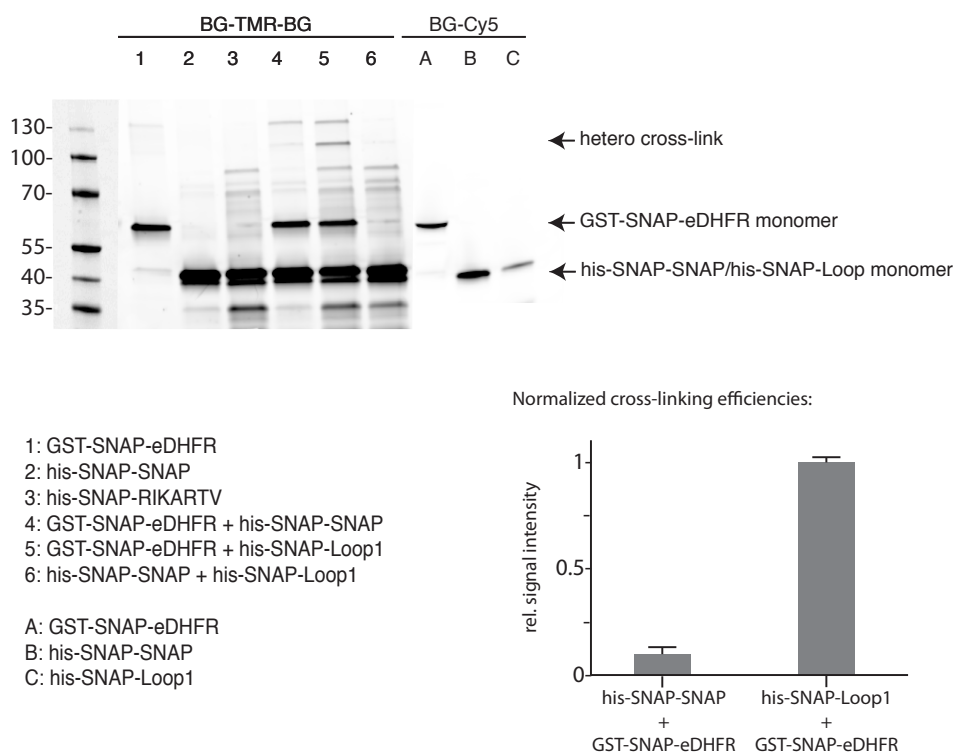 BG-TMR-BG BG-Cy5
1 2 3 4 5 6 A B C
130-
100-
70-
55-
40-
35-
hetero cross-link
GST-SNAP-eDHFR monomer
his-SNAP-SNAP/his-SNAP-Loop monomer
1: GST-SNAP-eDHFR
2: his-SNAP-SNAP
3: his-SNAP-RIKARTV
4: GST-SNAP-eDHFR + his-SNAP-SNAP
5: GST-SNAP-eDHFR + his-SNAP-Loop1
6: his-SNAP-SNAP + his-SNAP-Loop1
A: GST-SNAP-eDHFR
B: his-SNAP-SNAP
C: his-SNAP-Loop1
Normalized cross-linking efficiencies:
rel. signal intensity
1
0.5
0
his-SNAP-SNAP
+
GST-SNAP-eDHFR
his-SNAP-Loop1
+
GST-SNAP-eDHFR